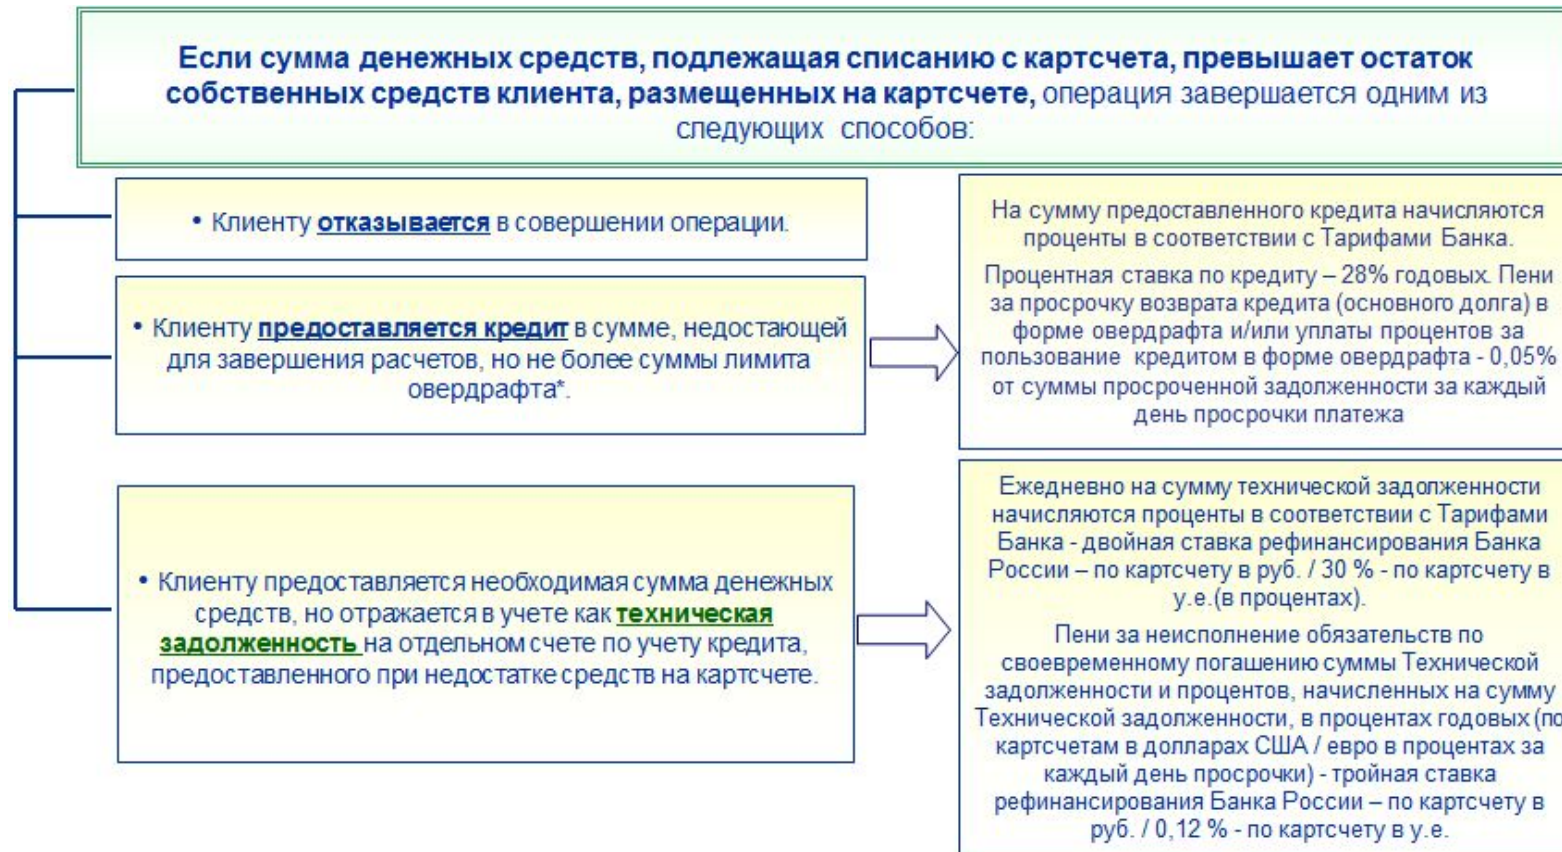 Если сумма денежных средств, подлежащая списанию с картсчета, превышает остаток
собственных средств клиента, размещенных на картсчете, операция завершается одним из
следующих способов:
• Клиенту отказывается в совершении операции.
• Клиенту предоставляется кредит в сумме, недостающей
для завершения расчетов, но не более суммы лимита
овердрафта*.
На сумму предоставленного кредита начисляются
проценты в соответствии с Тарифами Банка.
Процентная ставка по кредиту – 28% годовых. Пени
за просрочку возврата кредита (основного долга) в
форме овердрафта и/или уплаты процентов за
пользование кредитом в форме овердрафта - 0,05%
от суммы просроченной задолженности за каждый
день просрочки платежа
• Клиенту предоставляется необходимая сумма денежных
средств, но отражается в учете как техническая
задолженность на отдельном счете по учету кредита,
предоставленного при недостатке средств на картсчете.
Ежедневно на сумму технической задолженности
начисляются проценты в соответствии с Тарифами
Банка - двойная ставка рефинансирования Банка
России – по картсчету в руб. / 30 % - по картсчету в
у.е.(в процентах).
Пени за неисполнение обязательств по
своевременному погашению суммы Технической
задолженности и процентов, начисленных на сумму
Технической задолженности, в процентах годовых (по
картсчетам в долларах США / евро в процентах за
каждый день просрочки) - тройная ставка
рефинансирования Банка России – по картсчету в
руб. / 0,12 % - по картсчету в у.е.